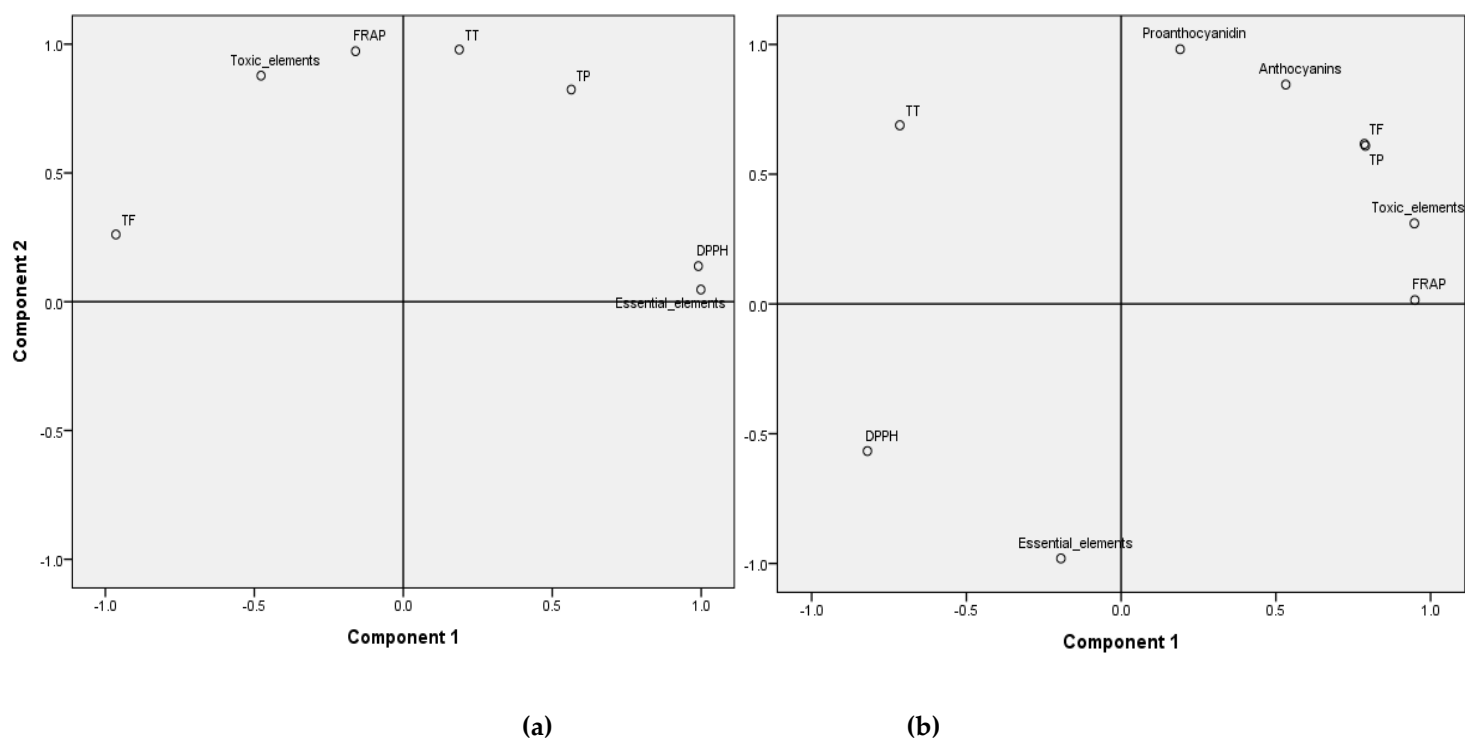 FRAP
TT
Toxic_elements
TP
TF
DPPH
Essential_elements
1.0
0.5
0.0
-0.5
-1.0
-1.0
-0.5
0.0
0.5
1.0
Component 2
Component 1
Proanthocyanidin
Anthocyanins
TT
TF
TP
Toxic_elements
FRAP
DPPH
Essential_elements
1.0
0.5
0.0
-0.5
-1.0
-1.0
-0.5
0.0
0.5
1.0
Component 1
(a)
(b)